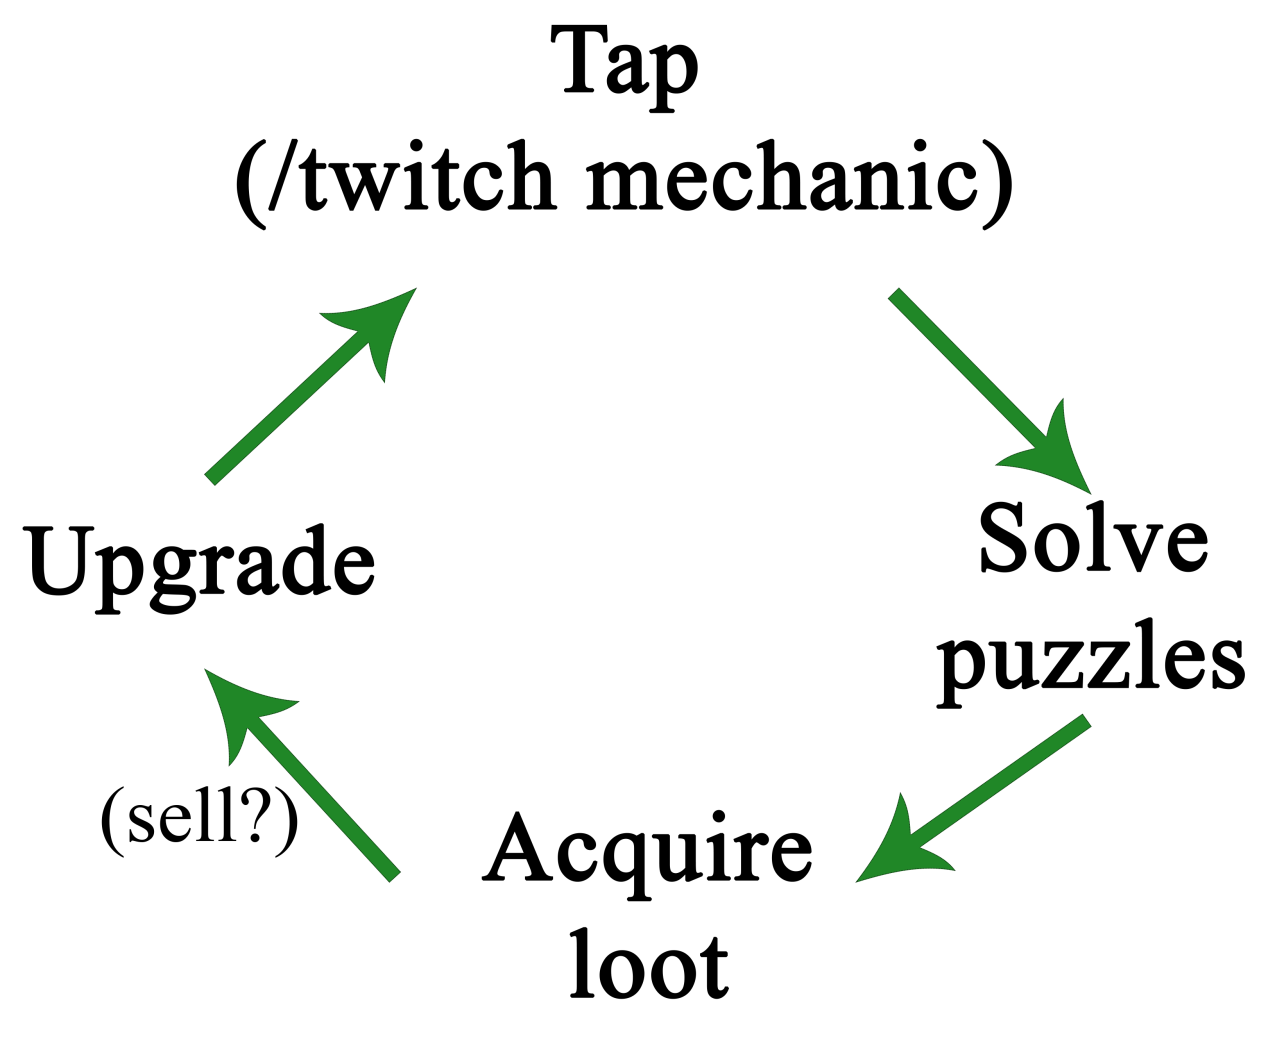 Tap
(/twitch mechanic)
Solve
puzzles
Acquire
loot
(sell?)
Upgrade